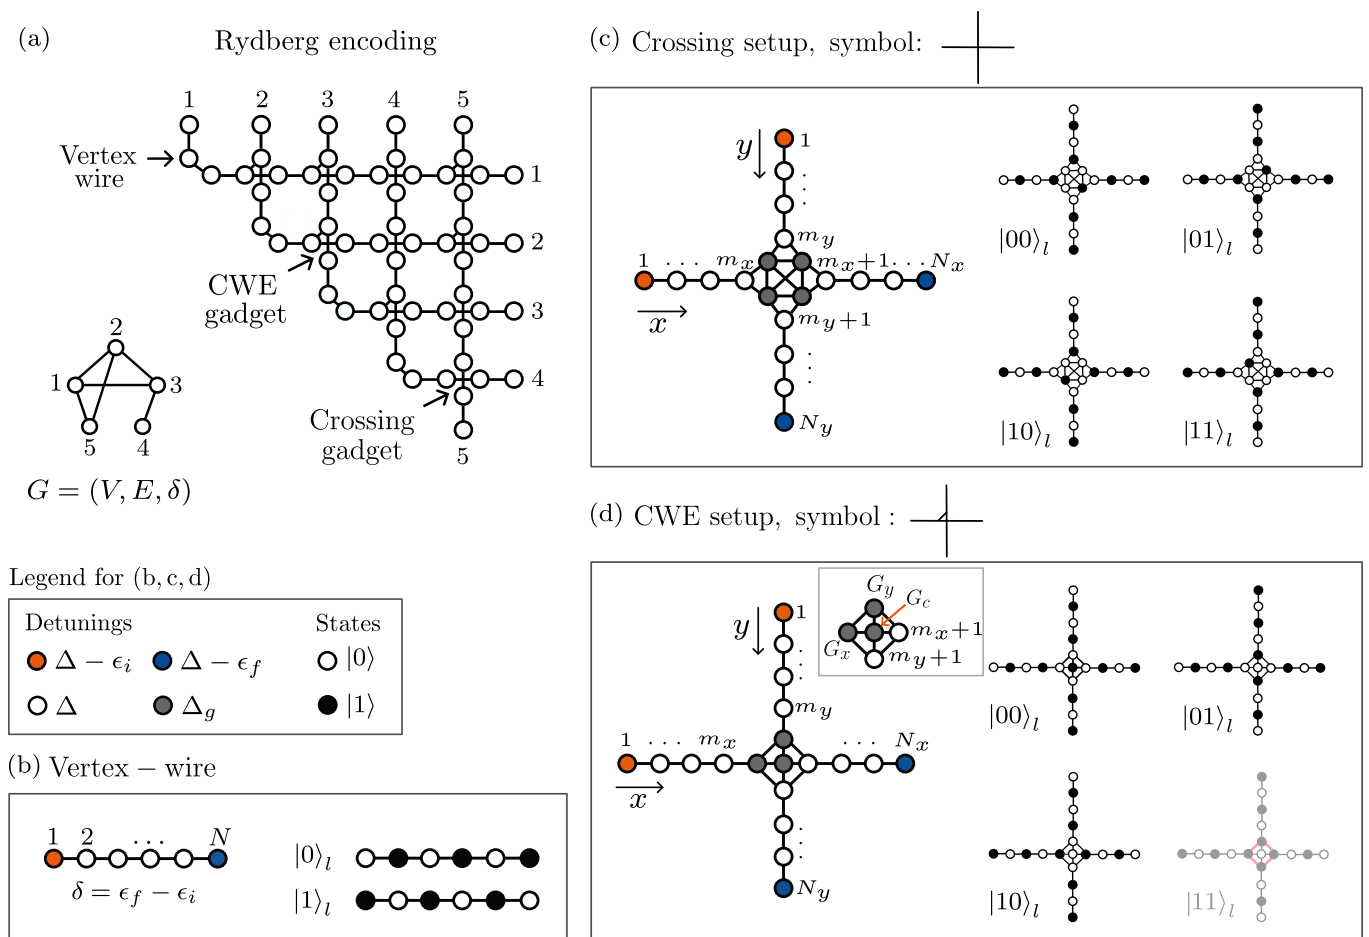 (a)
Rydberg encoding
1 2 3 4 5
Vertex
wire
1
2
CWE
gadget
3
4
Crossing
gadget
5
2
1 3
5 4
G = (V, E, δ)
Legend for (b, c, d)
Detunings States
Δ − ϵᵢ Δ − ϵ_f |0⟩
Δ Δ_g |1⟩
(b) Vertex − wire
1 2 ... N
δ = ϵ_f − ϵᵢ
|0⟩_l
|1⟩_l
(c) Crossing setup, symbol:
y 1
m_y
1 ... m_x m_x+1 ... N_x
x
m_y+1
N_y
|00⟩_l |01⟩_l
|10⟩_l |11⟩_l
(d) CWE setup, symbol :
y 1
G_y G_c
G_x m_x+1
m_y+1
m_y
1 ... m_x ... N_x
x
N_y
|00⟩_l |01⟩_l
|10⟩_l |11⟩_l